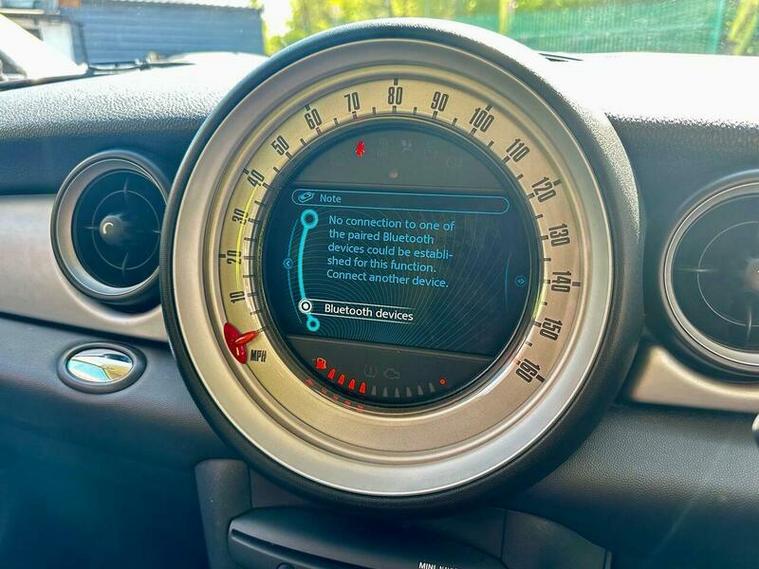 10
20
30
40
50
60
70
80
90
100
110
120
130
140
150
160
MPH
Note
No connection to one of
the paired Bluetooth
devices could be establi-
shed for this function.
Connect another device.
Bluetooth devices
MINI